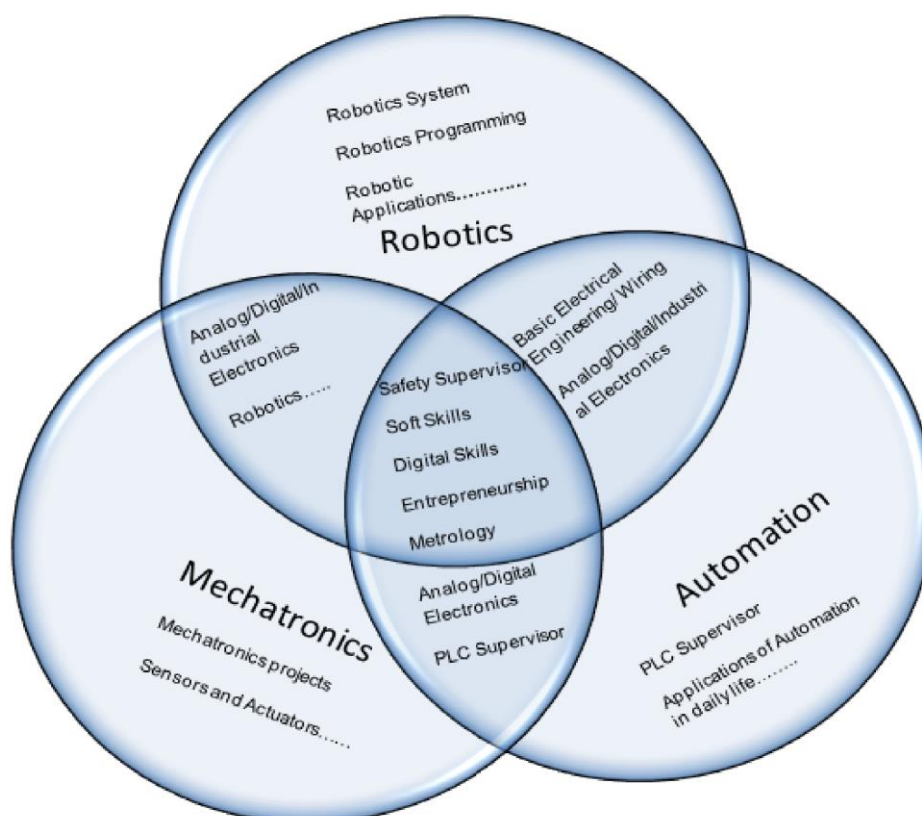 Robotics System
Robotics Programming
Robotic
Applications............
Robotics
Analog/Digital/In
dustrial
Electronics
Robotics.....
Basic Electrical
Engineering/ Wiring
Analog/Digital/Industri
al Electronics
Safety Supervisor
Soft Skills
Digital Skills
Entrepreneurship
Metrology
Analog/Digital
Electronics
PLC Supervisor
Mechatronics
Mechatronics projects
Sensors and Actuators......
Automation
PLC Supervisor
Applications of Automation
in daily life........